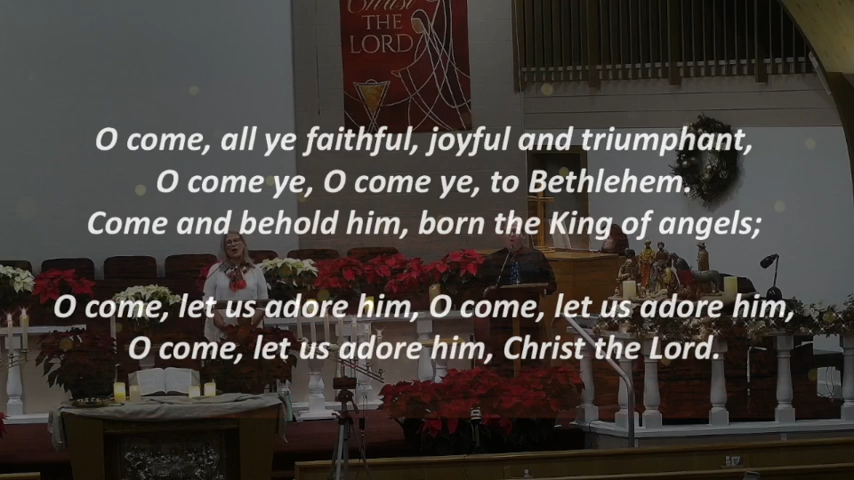 Christ
THE
LORD
O come, all ye faithful, joyful and triumphant,
O come ye, O come ye, to Bethlehem.
Come and behold him, born the King of angels;
O come, let us adore him, O come, let us adore him,
O come, let us adore him, Christ the Lord.